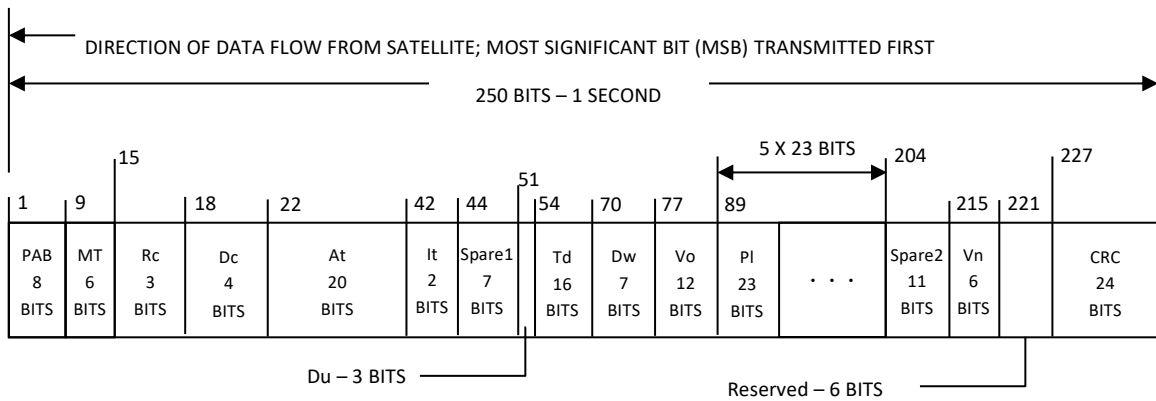 DIRECTION OF DATA FLOW FROM SATELLITE; MOST SIGNIFICANT BIT (MSB) TRANSMITTED FIRST
250 BITS – 1 SECOND
15 5 X 23 BITS 204 227
51
1 9 18 22 42 44 54 70 77 89 215 221
PAB MT Rc Dc At It Spare1 Td Dw Vo Pl Spare2 Vn CRC
8 6 3 4 20 2 7 16 7 12 23 . . . 11 6 24
BITS BITS BITS BITS BITS BITS BITS BITS BITS BITS BITS BITS BITS BITS
Du – 3 BITS Reserved – 6 BITS